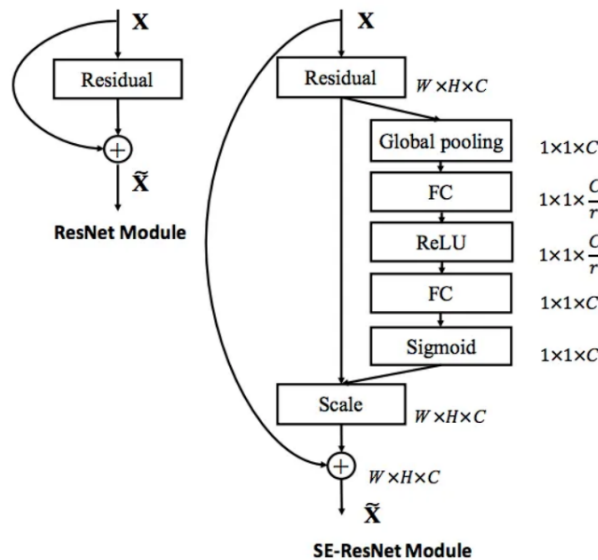 X
Residual
+
X̃
ResNet Module
X
Residual
W×H×C
Global pooling
1×1×C
FC
1×1×C/r
ReLU
1×1×C/r
FC
1×1×C
Sigmoid
1×1×C
Scale
W×H×C
+
W×H×C
X̃
SE-ResNet Module